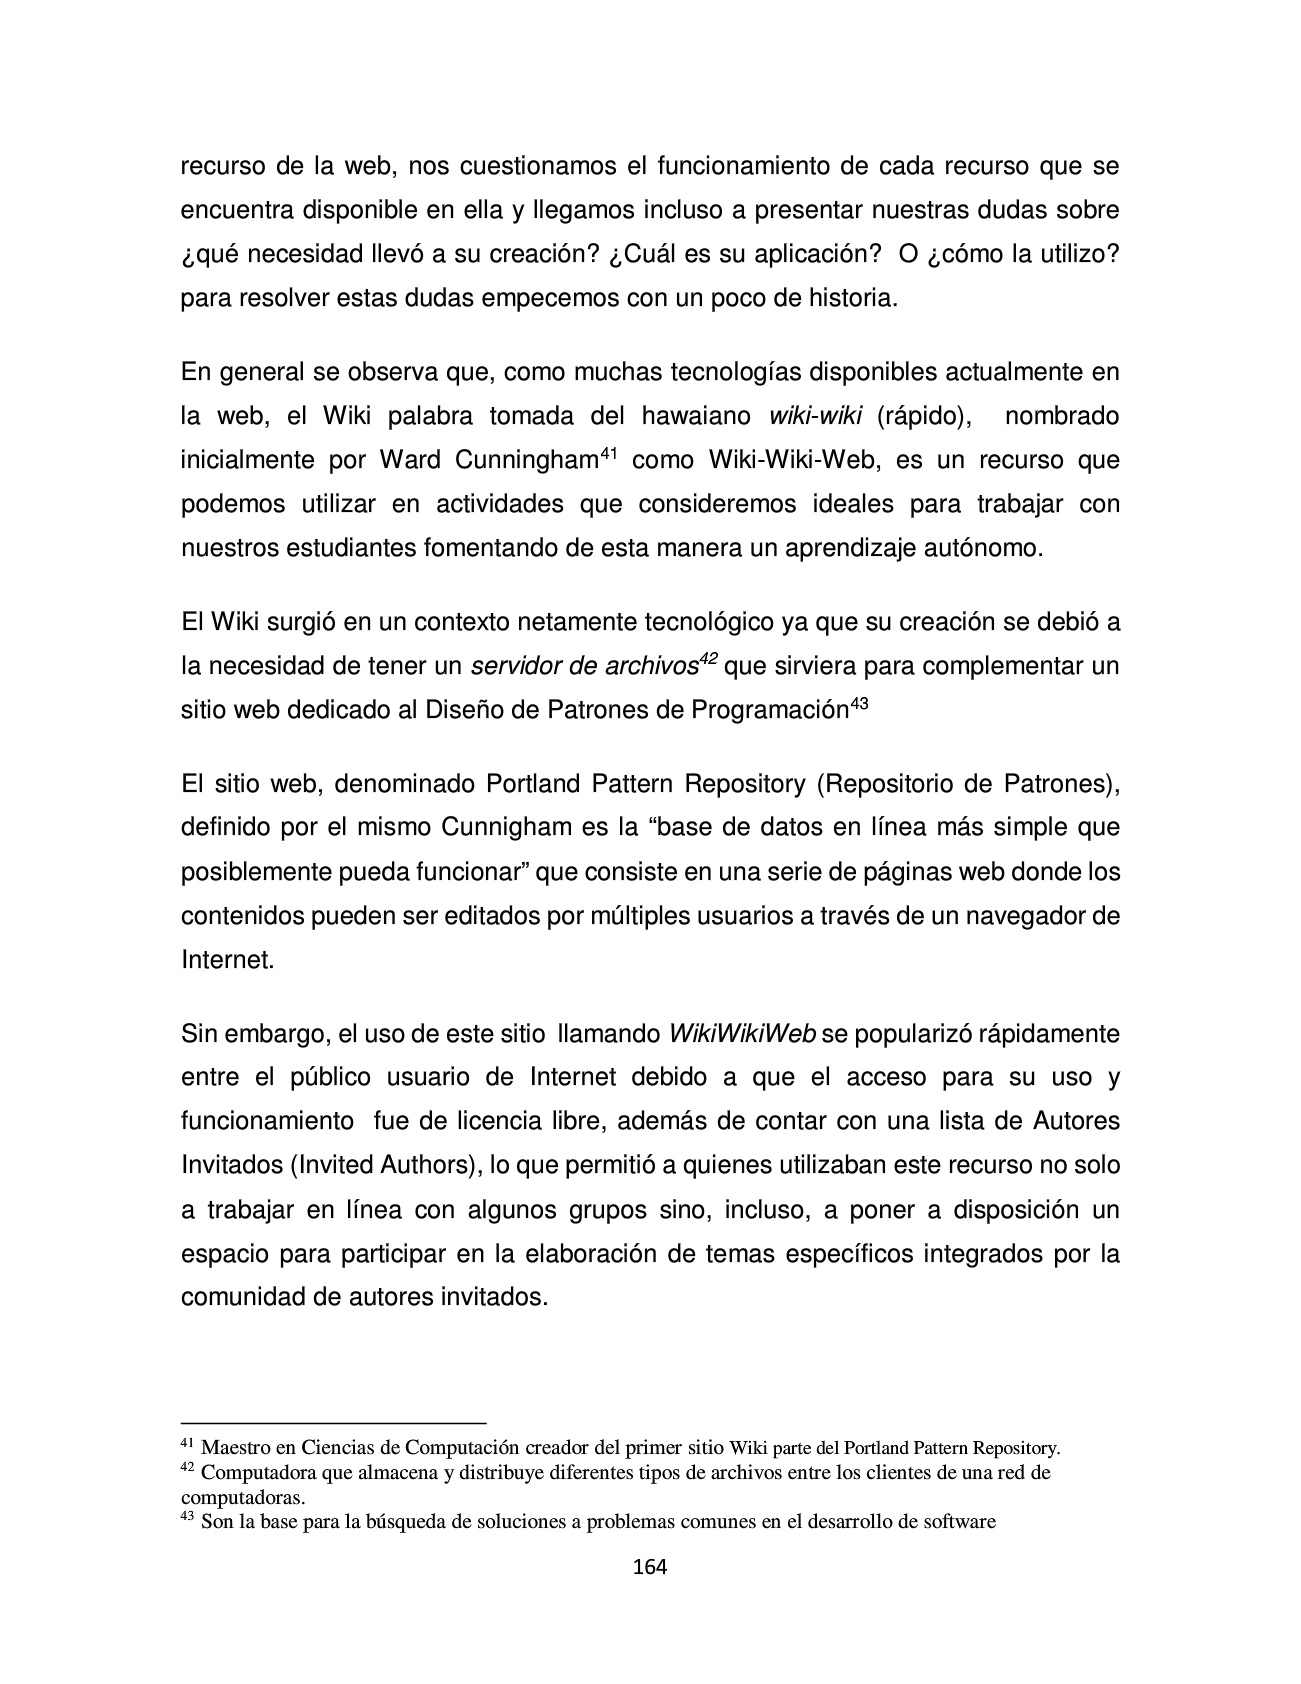 recurso de la web, nos cuestionamos el funcionamiento de cada recurso que se
encuentra disponible en ella y llegamos incluso a presentar nuestras dudas sobre
¿qué necesidad llevó a su creación? ¿Cuál es su aplicación?  O ¿cómo la utilizo?
para resolver estas dudas empecemos con un poco de historia.
En general se observa que, como muchas tecnologías disponibles actualmente en
la web, el Wiki palabra tomada del hawaiano wiki-wiki (rápido),  nombrado
inicialmente por Ward Cunningham⁴¹ como Wiki-Wiki-Web, es un recurso que
podemos utilizar en actividades que consideremos ideales para trabajar con
nuestros estudiantes fomentando de esta manera un aprendizaje autónomo.
El Wiki surgió en un contexto netamente tecnológico ya que su creación se debió a
la necesidad de tener un servidor de archivos⁴² que sirviera para complementar un
sitio web dedicado al Diseño de Patrones de Programación⁴³
El sitio web, denominado Portland Pattern Repository (Repositorio de Patrones),
definido por el mismo Cunnigham es la “base de datos en línea más simple que
posiblemente pueda funcionar” que consiste en una serie de páginas web donde los
contenidos pueden ser editados por múltiples usuarios a través de un navegador de
Internet.
Sin embargo, el uso de este sitio  llamando WikiWikiWeb se popularizó rápidamente
entre el público usuario de Internet debido a que el acceso para su uso y
funcionamiento  fue de licencia libre, además de contar con una lista de Autores
Invitados (Invited Authors), lo que permitió a quienes utilizaban este recurso no solo
a trabajar en línea con algunos grupos sino, incluso, a poner a disposición un
espacio para participar en la elaboración de temas específicos integrados por la
comunidad de autores invitados.
⁴¹ Maestro en Ciencias de Computación creador del primer sitio Wiki parte del Portland Pattern Repository.
⁴² Computadora que almacena y distribuye diferentes tipos de archivos entre los clientes de una red de
computadoras.
⁴³ Son la base para la búsqueda de soluciones a problemas comunes en el desarrollo de software
164